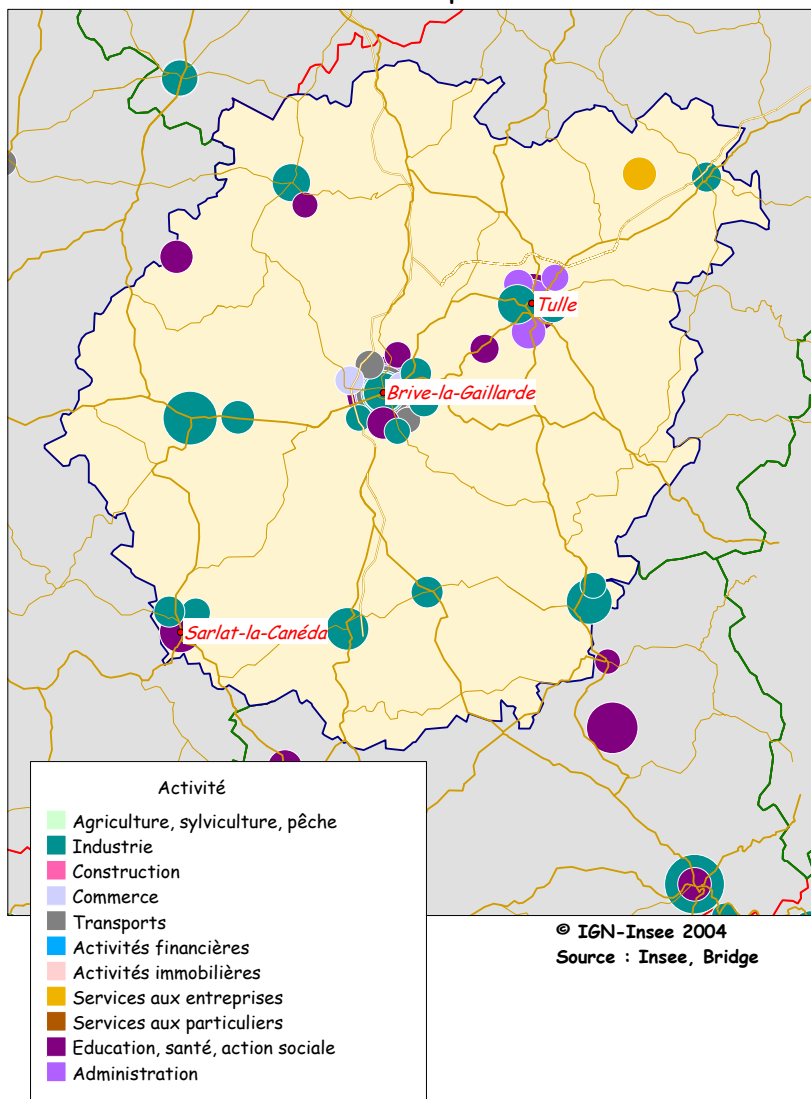 Tulle
Brive-la-Gaillarde
Sarlat-la-Canéda
Activité
Agriculture, sylviculture, pêche
Industrie
Construction
Commerce
Transports
Activités financières
Activités immobilières
Services aux entreprises
Services aux particuliers
Education, santé, action sociale
Administration
© IGN-Insee 2004
Source : Insee, Bridge